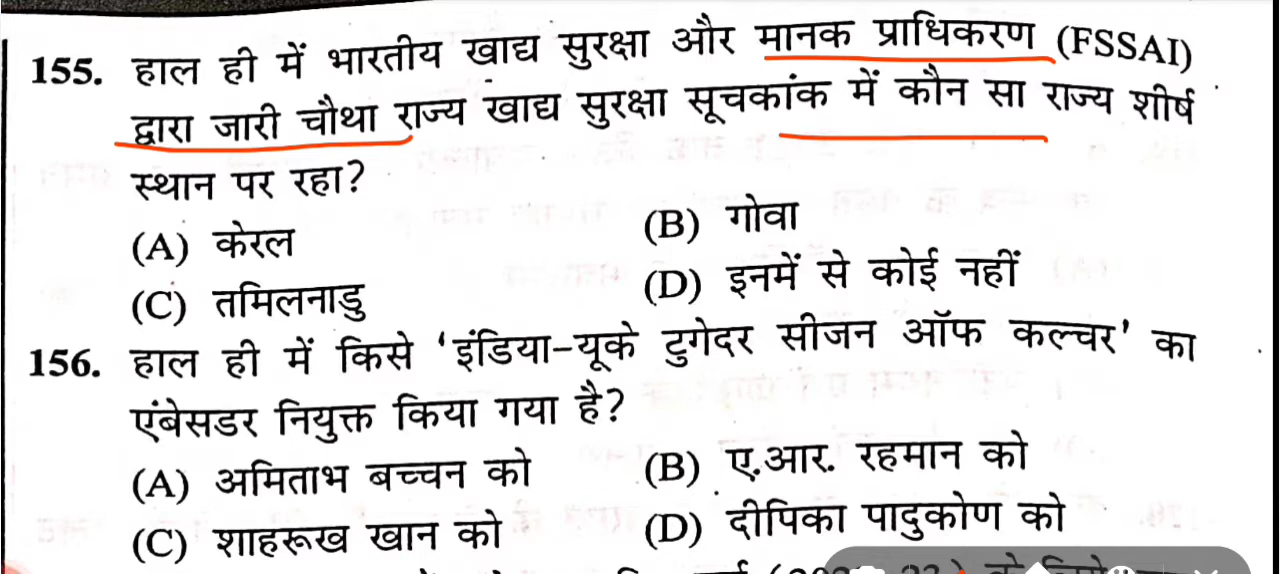 155. हाल ही में भारतीय खाद्य सुरक्षा और मानक प्राधिकरण (FSSAI)
द्वारा जारी चौथा राज्य खाद्य सुरक्षा सूचकांक में कौन सा राज्य शीर्ष
स्थान पर रहा?
(A) केरल (B) गोवा
(C) तमिलनाडु (D) इनमें से कोई नहीं
156. हाल ही में किसे ‘इंडिया-यूके टुगेदर सीजन ऑफ कल्चर’ का
एंबेसडर नियुक्त किया गया है?
(A) अमिताभ बच्चन को (B) ए.आर. रहमान को
(C) शाहरूख खान को (D) दीपिका पादुकोण को